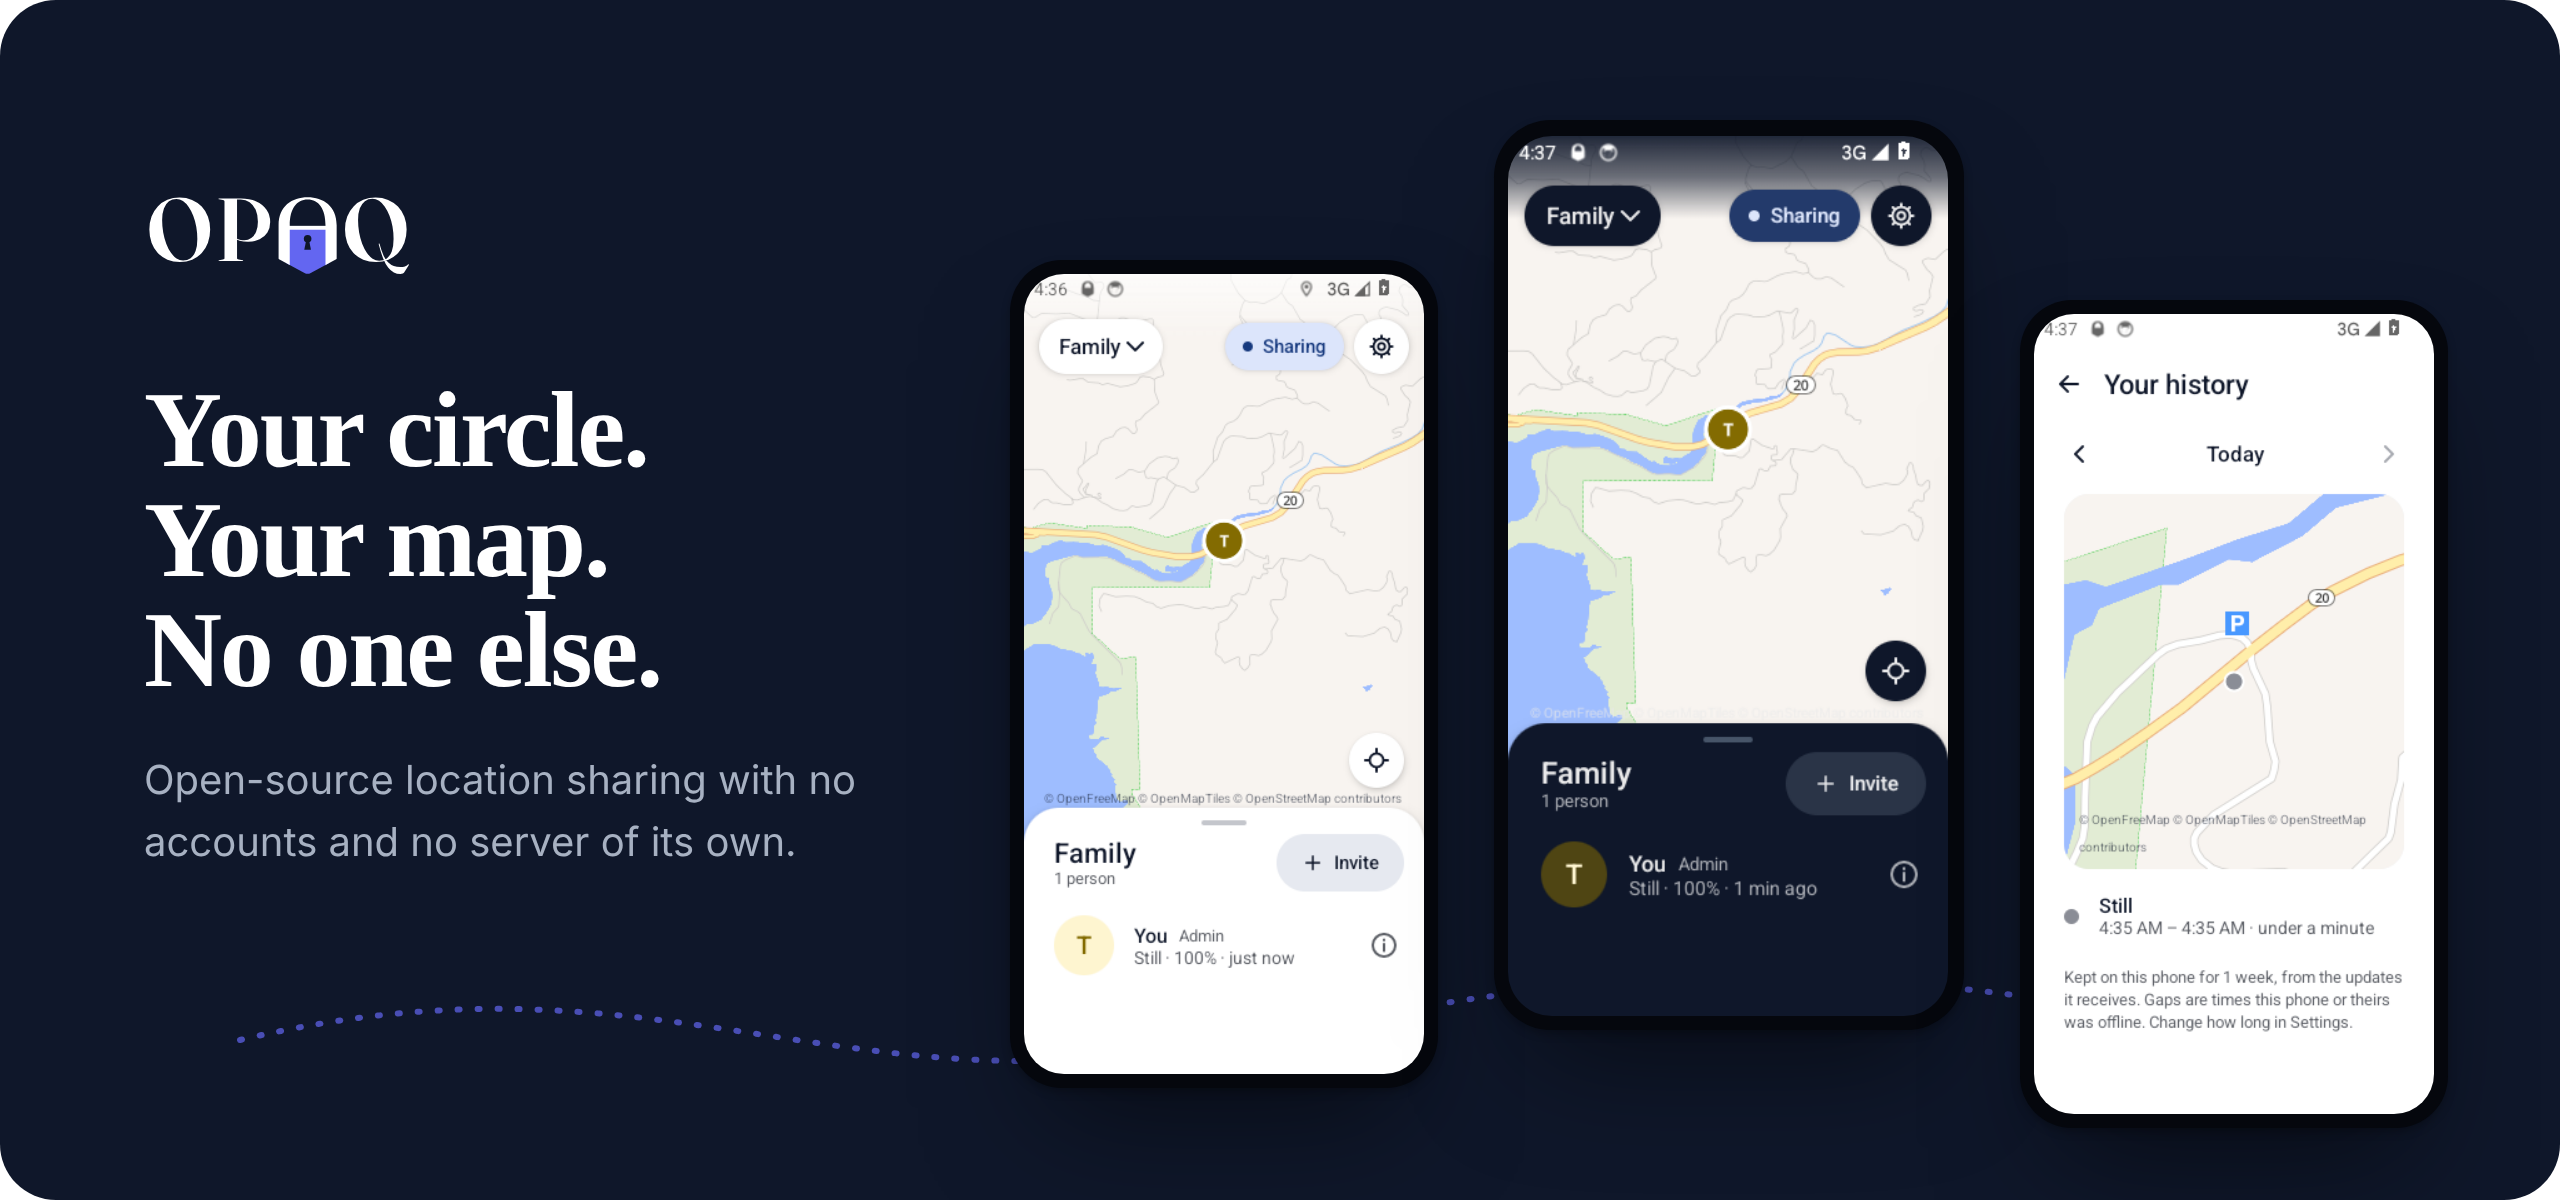 OPAQ
Your circle.
Your map.
No one else.
Open-source location sharing with no
accounts and no server of its own.
4:36 3G
Family Sharing
20
T
© OpenFreeMap © OpenMapTiles © OpenStreetMap contributors
Family
1 person
+ Invite
T
You Admin
Still · 100% · just now
4:37 3G
Family Sharing
20
T
© OpenFreeMap © OpenMapTiles © OpenStreetMap contributors
Family
1 person
+ Invite
T
You Admin
Still · 100% · 1 min ago
4:37 3G
Your history
Today
20
P
© OpenFreeMap © OpenMapTiles © OpenStreetMap
contributors
Still
4:35 AM – 4:35 AM · under a minute
Kept on this phone for 1 week, from the updates
it receives. Gaps are times this phone or theirs
was offline. Change how long in Settings.